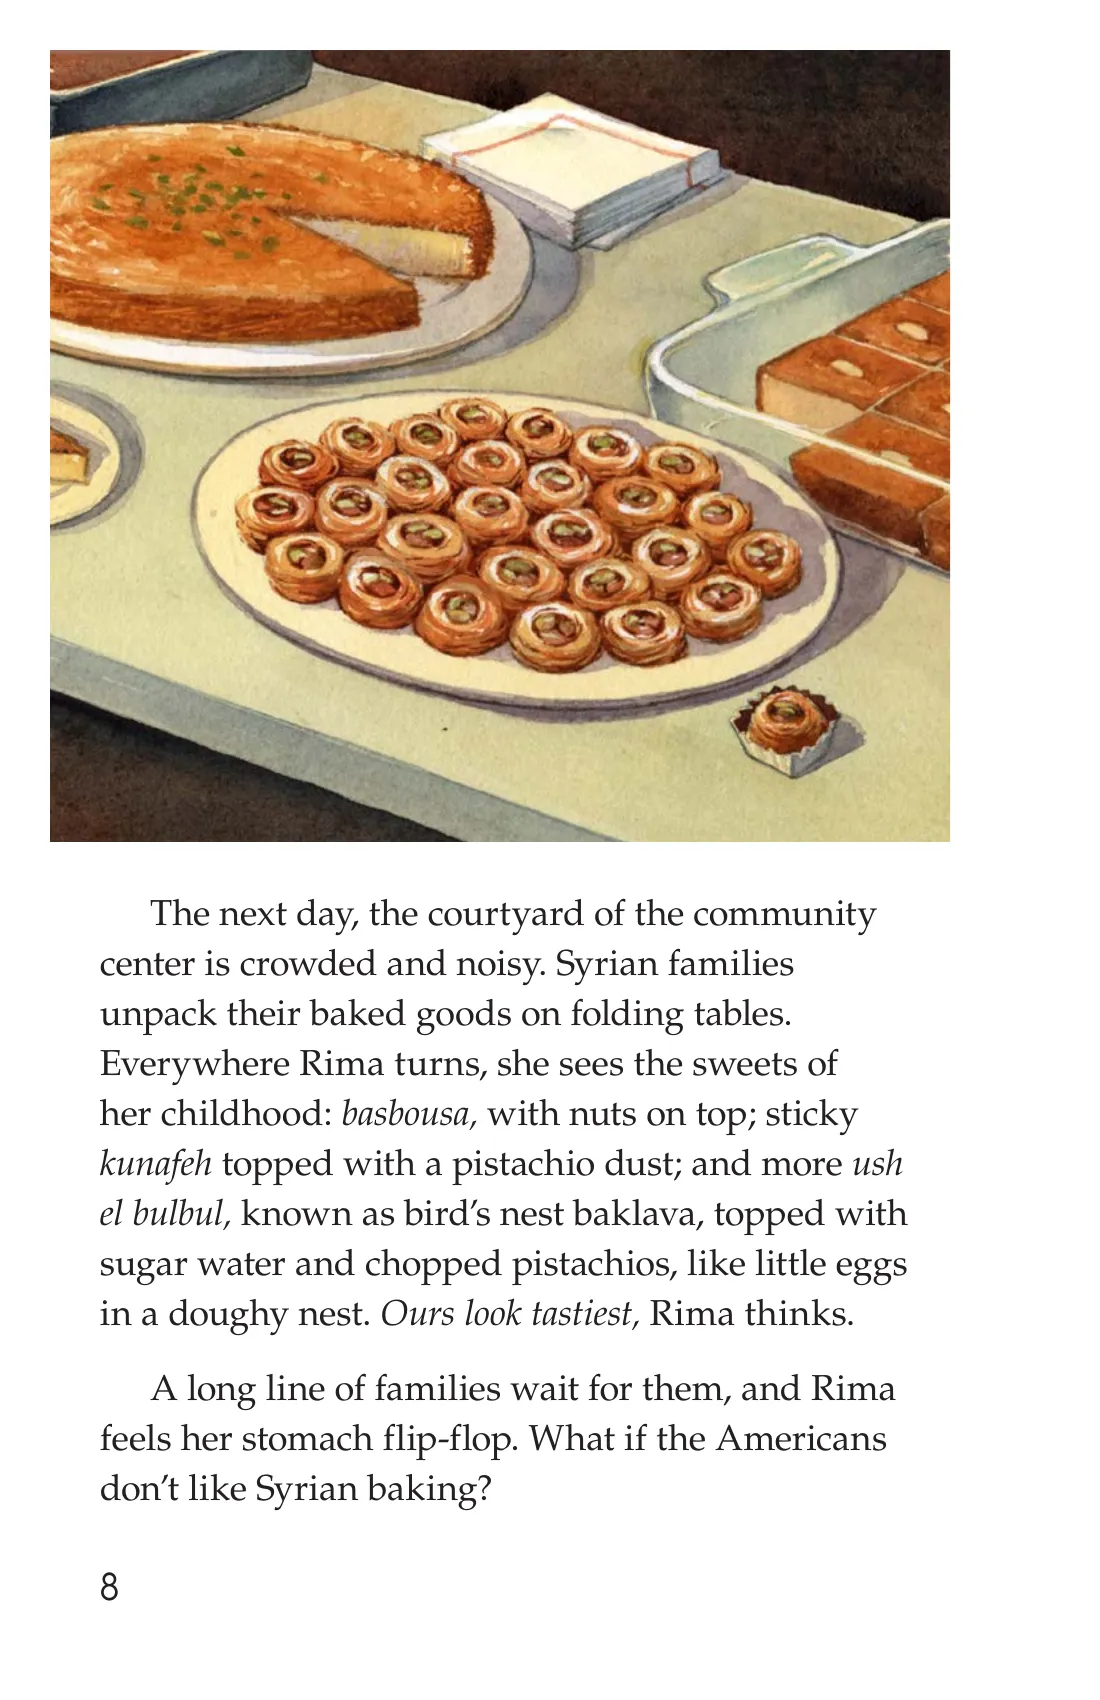 The next day, the courtyard of the community
center is crowded and noisy. Syrian families
unpack their baked goods on folding tables.
Everywhere Rima turns, she sees the sweets of
her childhood: basbousa, with nuts on top; sticky
kunafeh topped with a pistachio dust; and more ush
el bulbul, known as bird’s nest baklava, topped with
sugar water and chopped pistachios, like little eggs
in a doughy nest. Ours look tastiest, Rima thinks.
A long line of families wait for them, and Rima
feels her stomach flip-flop. What if the Americans
don’t like Syrian baking?
8